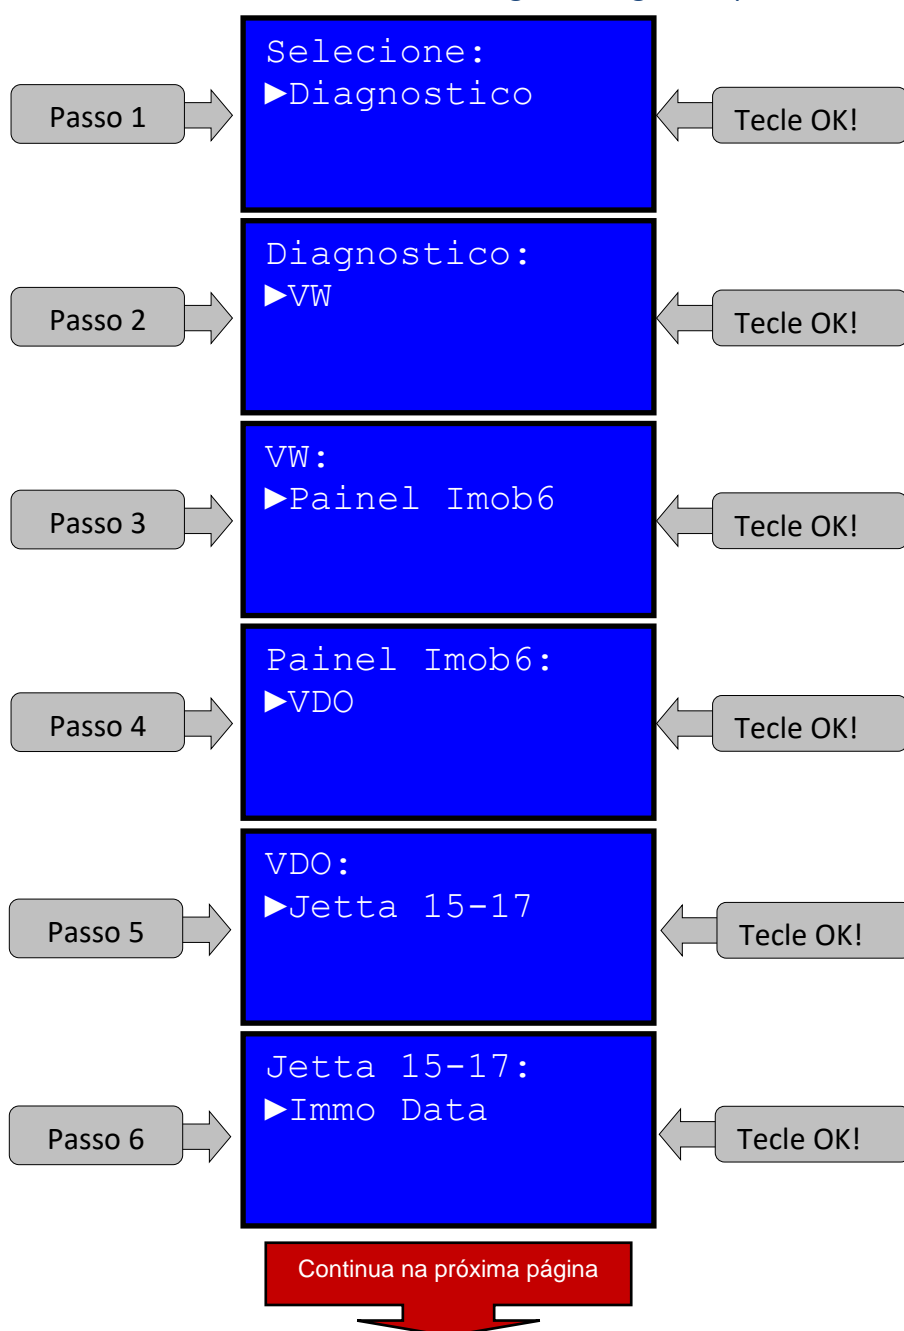 Selecione:
►Diagnostico
Passo 1
Tecle OK!
Diagnostico:
►VW
Passo 2
Tecle OK!
VW:
►Painel Imob6
Passo 3
Tecle OK!
Painel Imob6:
►VDO
Passo 4
Tecle OK!
VDO:
►Jetta 15-17
Passo 5
Tecle OK!
Jetta 15-17:
►Immo Data
Passo 6
Tecle OK!
Continua na próxima página